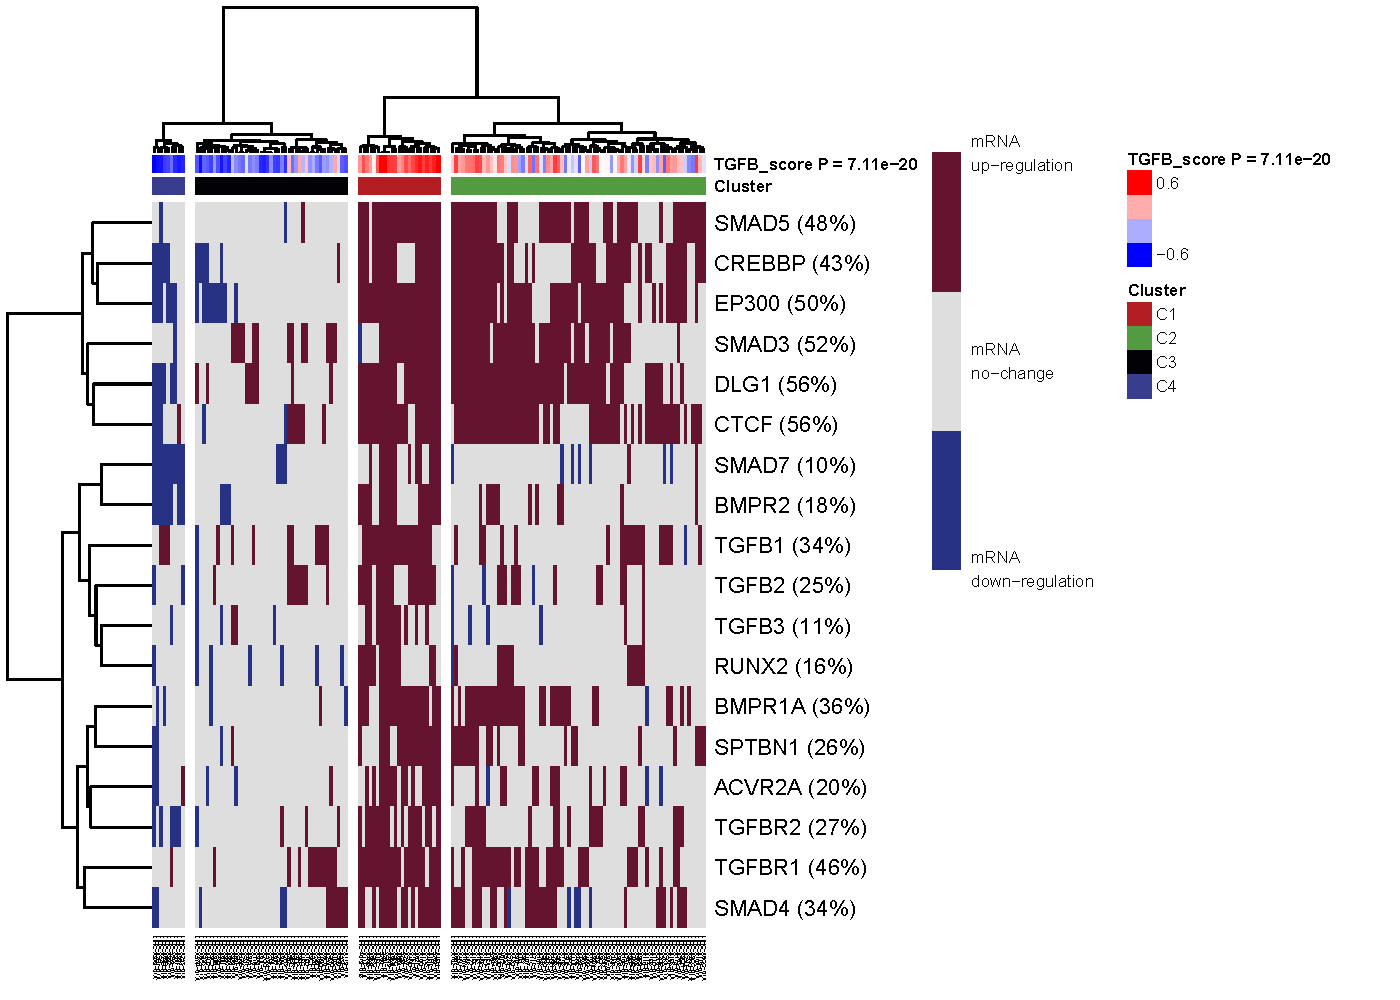 TGFB_score P = 7.11e−20
Cluster
SMAD5 (48%)
CREBBP (43%)
EP300 (50%)
SMAD3 (52%)
DLG1 (56%)
CTCF (56%)
SMAD7 (10%)
BMPR2 (18%)
TGFB1 (34%)
TGFB2 (25%)
TGFB3 (11%)
RUNX2 (16%)
BMPR1A (36%)
SPTBN1 (26%)
ACVR2A (20%)
TGFBR2 (27%)
TGFBR1 (46%)
SMAD4 (34%)
mRNA
up−regulation
mRNA
no−change
mRNA
down−regulation
TGFB_score P = 7.11e−20
0.6
−0.6
Cluster
C1
C2
C3
C4